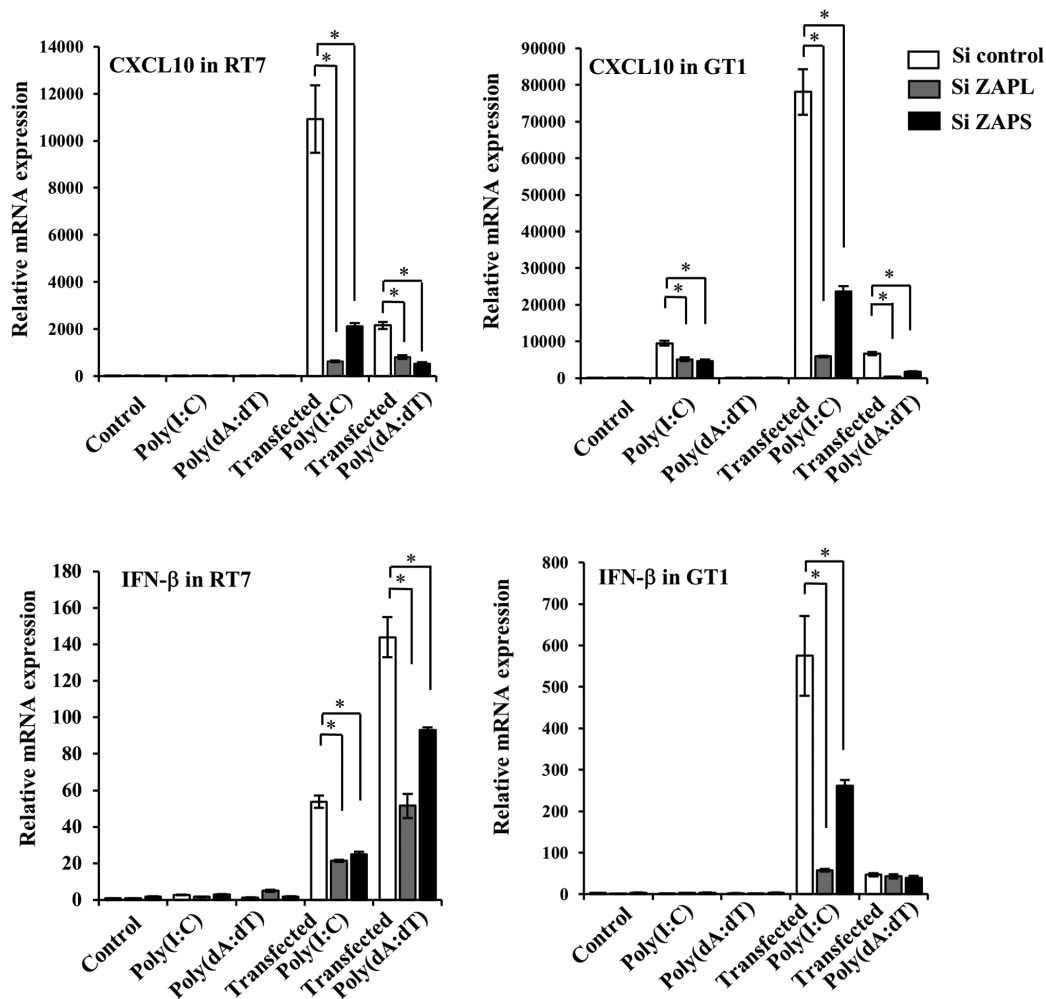 CXCL10 in RT7
Relative mRNA expression
14000
12000
10000
8000
6000
4000
2000
0
*
*
*
*
Control
Poly(I:C)
Poly(dA:dT)
Transfected
Poly(I:C)
Transfected
Poly(dA:dT)
CXCL10 in GT1
Relative mRNA expression
90000
80000
70000
60000
50000
40000
30000
20000
10000
0
*
*
*
*
*
*
Control
Poly(I:C)
Poly(dA:dT)
Transfected
Poly(I:C)
Transfected
Poly(dA:dT)
Si control
Si ZAPL
Si ZAPS
IFN-β in RT7
Relative mRNA expression
180
160
140
120
100
80
60
40
20
0
*
*
*
*
Control
Poly(I:C)
Poly(dA:dT)
Transfected
Poly(I:C)
Transfected
Poly(dA:dT)
IFN-β in GT1
Relative mRNA expression
800
700
600
500
400
300
200
100
0
*
*
Control
Poly(I:C)
Poly(dA:dT)
Transfected
Poly(I:C)
Transfected
Poly(dA:dT)